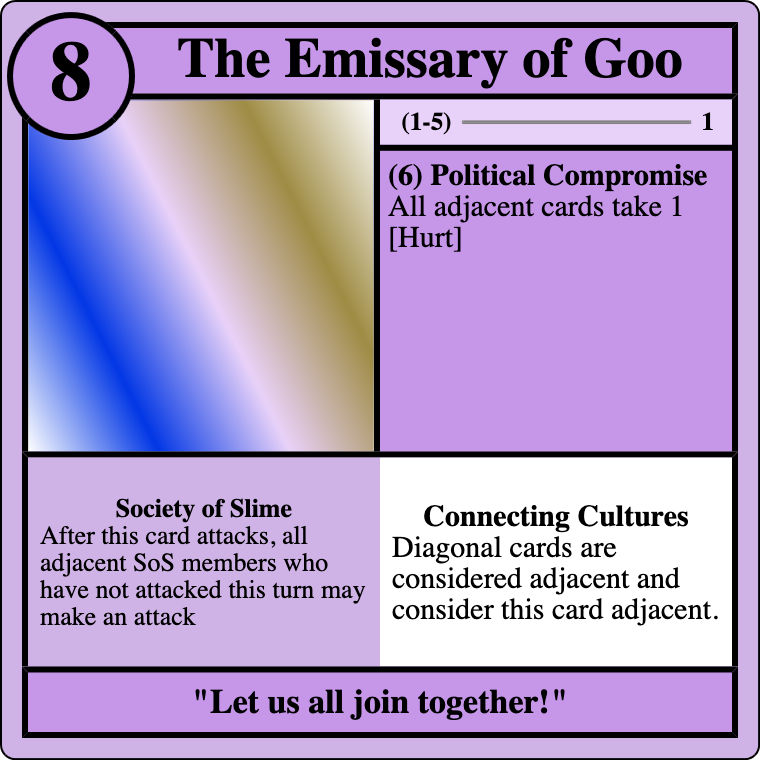 8
The Emissary of Goo
(1-5) 1
(6) Political Compromise
All adjacent cards take 1
[Hurt]
Society of Slime
After this card attacks, all
adjacent SoS members who
have not attacked this turn may
make an attack
Connecting Cultures
Diagonal cards are
considered adjacent and
consider this card adjacent.
"Let us all join together!"